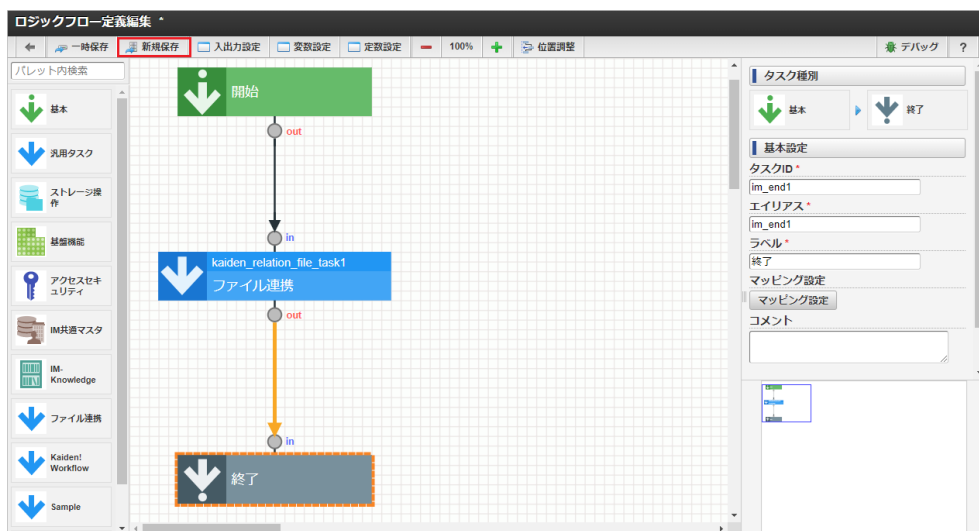 ロジックフロー定義編集 *
一時保存 新規保存 入出力設定 変数設定 定数設定 100% 位置調整 デバッグ ?
パレット内検索
基本
汎用タスク
ストレージ操
作
基盤機能
アクセスセキ
ュリティ
IM共通マスタ
IM-
Knowledge
ファイル連携
Kaiden!
Workflow
Sample
開始
out
in
kaiden_relation_file_task1
ファイル連携
out
in
終了
タスク種別
基本 終了
基本設定
タスクID *
im_end1
エイリアス *
im_end1
ラベル *
終了
マッピング設定
マッピング設定
コメント